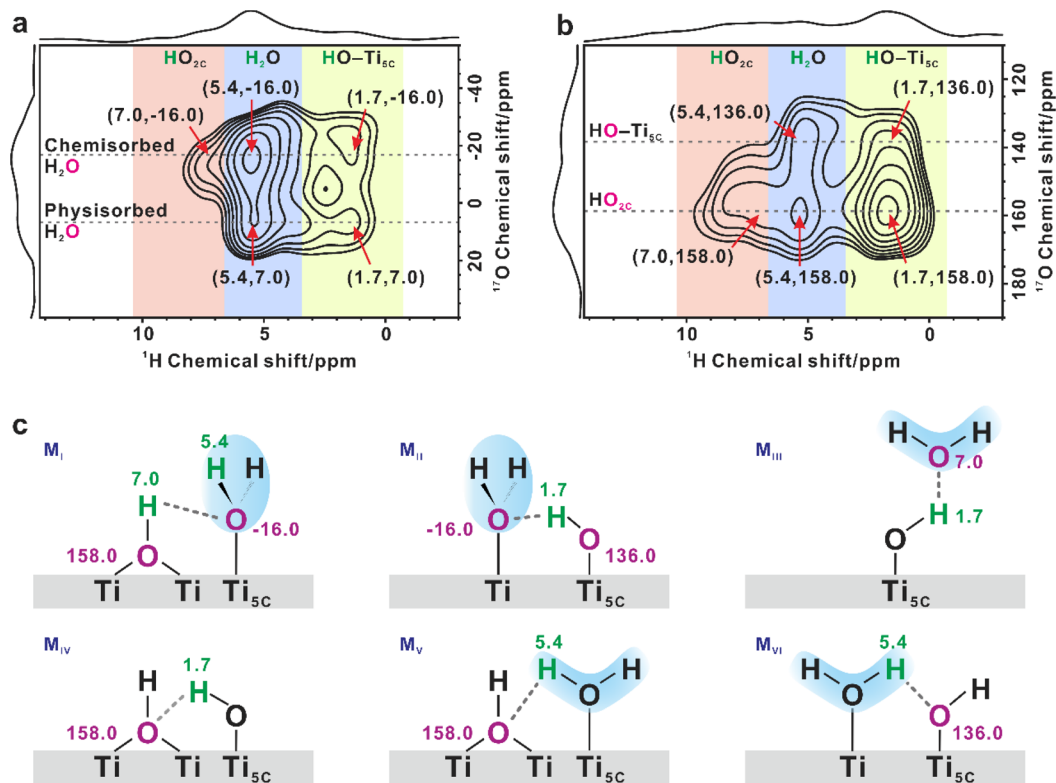 a
HO2C H2O HO–Ti5C
(5.4,-16.0)
(7.0,-16.0)
(1.7,-16.0)
Chemisorbed
H2O
Physisorbed
H2O
(5.4,7.0)
(1.7,7.0)
10 5 0
1H Chemical shift/ppm
-40
-20
0
20
17O Chemical shift/ppm
b
HO2C H2O HO–Ti5C
(1.7,136.0)
(5.4,136.0)
HO–Ti5C
HO2C
(7.0,158.0)
(5.4,158.0)
(1.7,158.0)
10 5 0
1H Chemical shift/ppm
120
140
160
180
17O Chemical shift/ppm
c
MI
5.4
H H
7.0
H
O
-16.0
158.0
O
Ti Ti Ti5C
MII
H H
1.7
O H
-16.0
O
136.0
Ti Ti5C
MIII
H H
O 7.0
H
1.7
O
Ti5C
MIV
1.7
H H
O
158.0 O
Ti Ti Ti5C
MV
5.4
H H
H
O
158.0 O
Ti Ti Ti5C
MVI
5.4
H H
H
O
O
136.0
Ti Ti5C